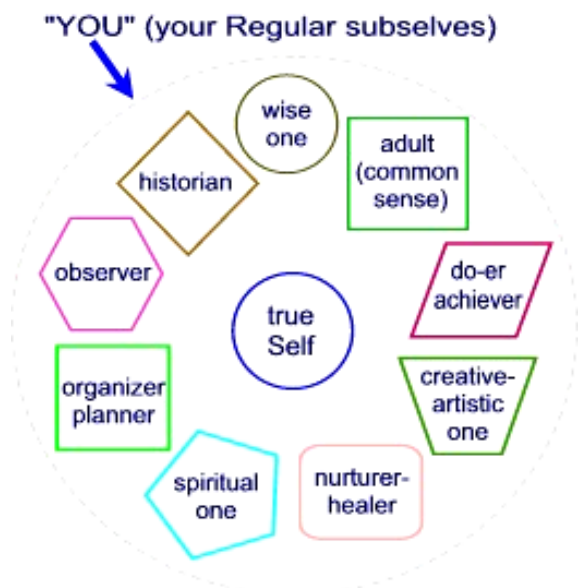 "YOU" (your Regular subselves)
wise
one
adult
(common
sense)
historian
observer
do-er
achiever
true
Self
organizer
planner
creative-
artistic
one
spiritual
one
nurturer-
healer